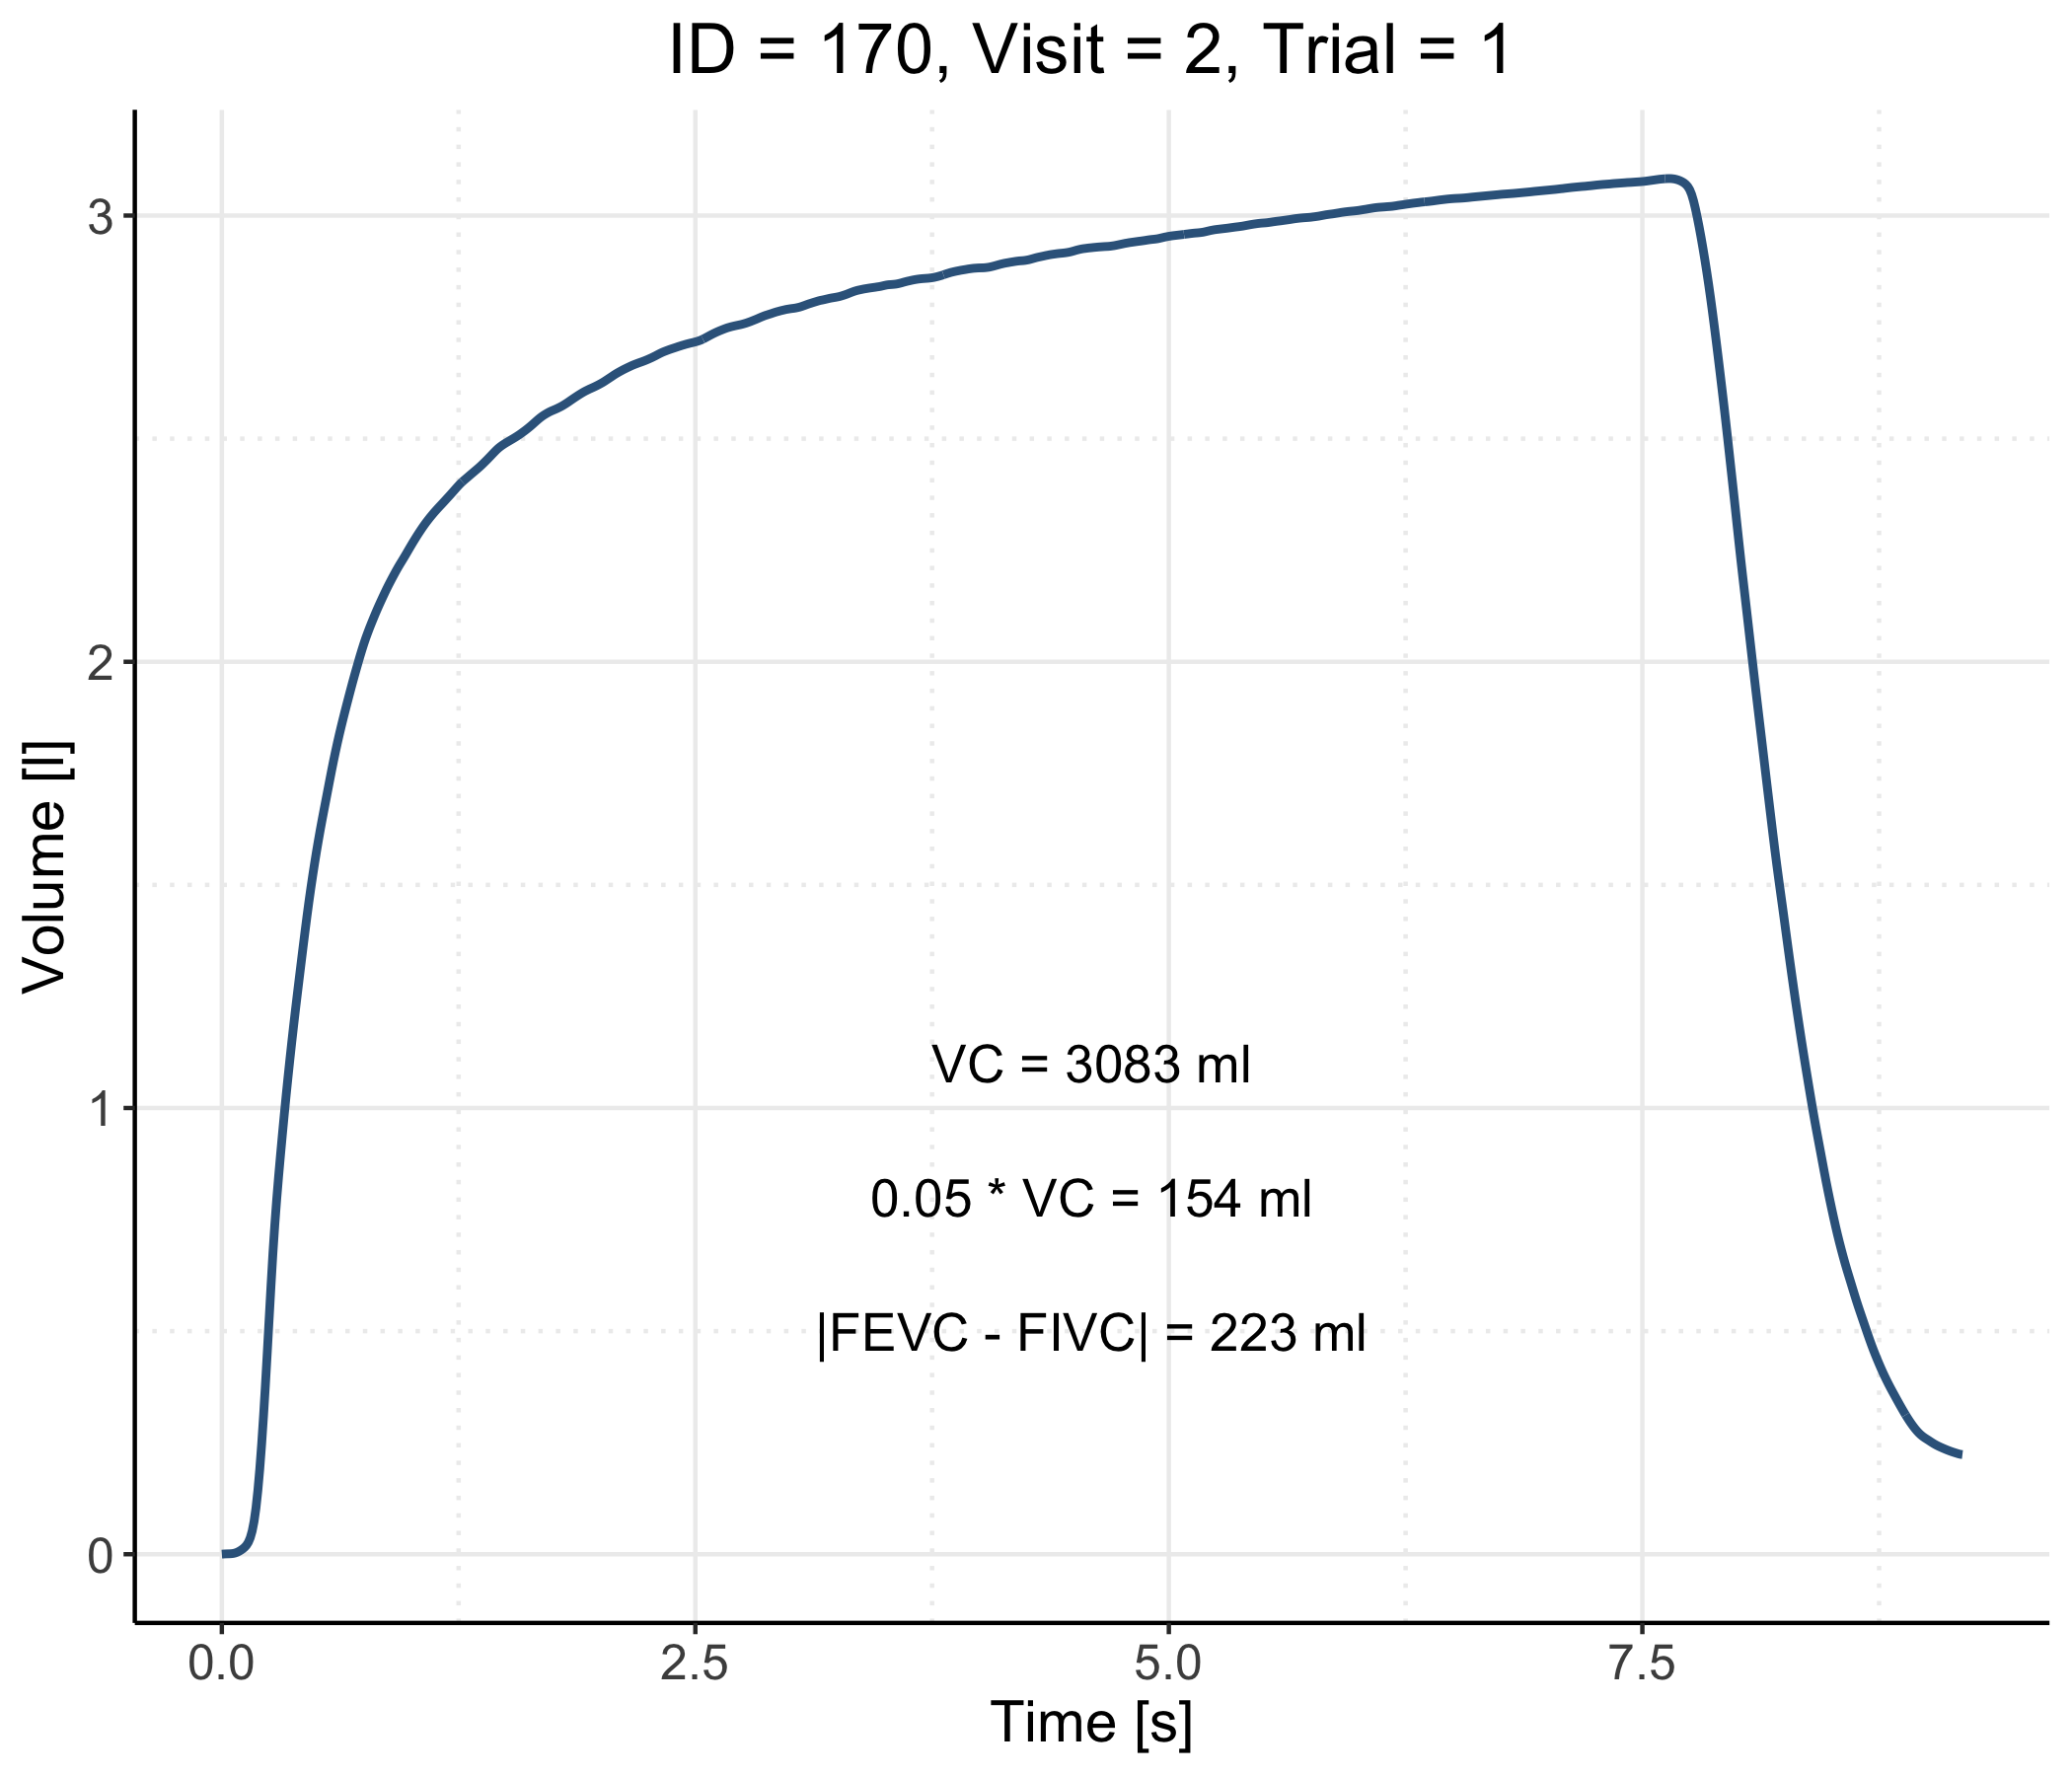 ID = 170, Visit = 2, Trial = 1
3
2
1
0
Volume [l]
VC = 3083 ml
0.05 * VC = 154 ml
|FEVC - FIVC| = 223 ml
0.0 2.5 5.0 7.5
Time [s]